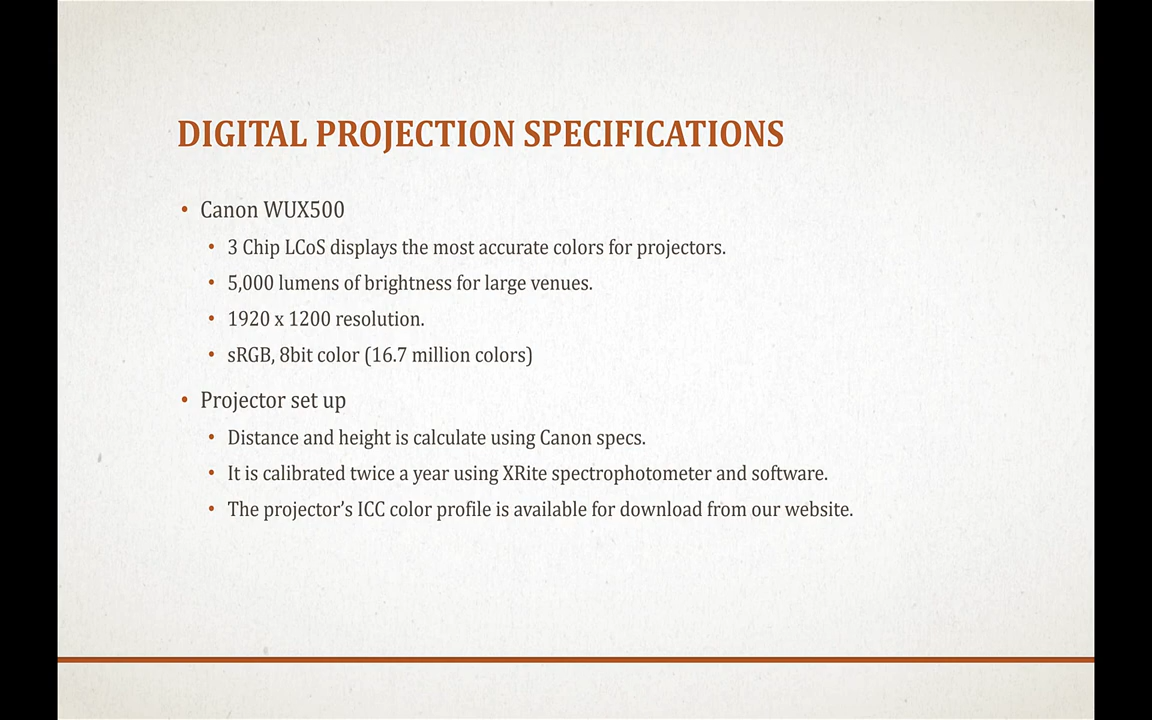 DIGITAL PROJECTION SPECIFICATIONS
• Canon WUX500
• 3 Chip LCoS displays the most accurate colors for projectors.
• 5,000 lumens of brightness for large venues.
• 1920 x 1200 resolution.
• sRGB, 8bit color (16.7 million colors)
• Projector set up
• Distance and height is calculate using Canon specs.
• It is calibrated twice a year using XRite spectrophotometer and software.
• The projector’s ICC color profile is available for download from our website.